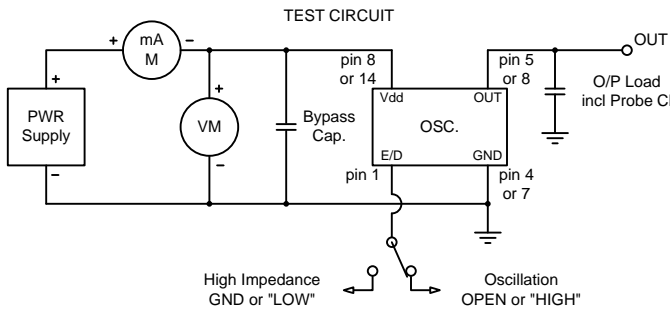 TEST CIRCUIT
+
mA
M
−
+
PWR
Supply
−
+
VM
−
Bypass
Cap.
pin 8
or 14
Vdd
OUT
OSC.
E/D
GND
pin 1
pin 4
or 7
pin 5
or 8
OUT
O/P Load
incl Probe
High Impedance
GND or "LOW"
Oscillation
OPEN or "HIGH"